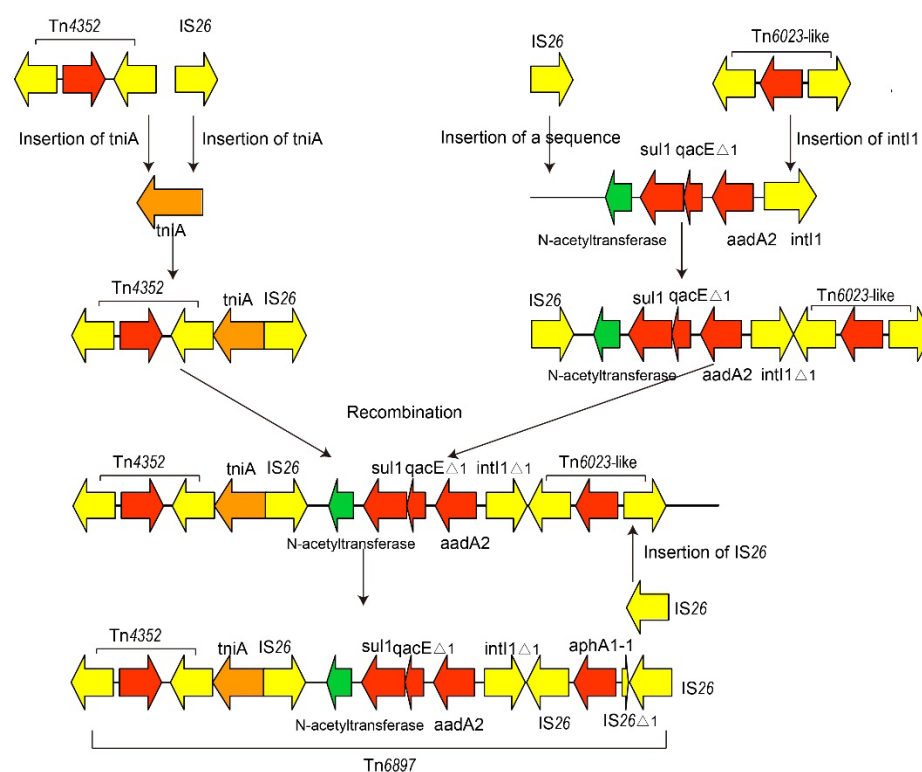 Tn4352
IS26
IS26
Tn6023-like
Insertion of tniA
Insertion of tniA
Insertion of a sequence
Insertion of intI1
sul1 qacE△1
tniA
N-acetyltransferase
aadA2
intI1
Tn4352
tniA
IS26
IS26
sul1 qacE△1
Tn6023-like
N-acetyltransferase
aadA2
intI1△1
Recombination
Tn4352
tniA
IS26
sul1 qacE△1
intI1△1
Tn6023-like
N-acetyltransferase
aadA2
Insertion of IS26
IS26
Tn4352
tniA
IS26
sul1 qacE△1
intI1△1
aphA1-1
IS26
N-acetyltransferase
aadA2
IS26
IS26△1
Tn6897